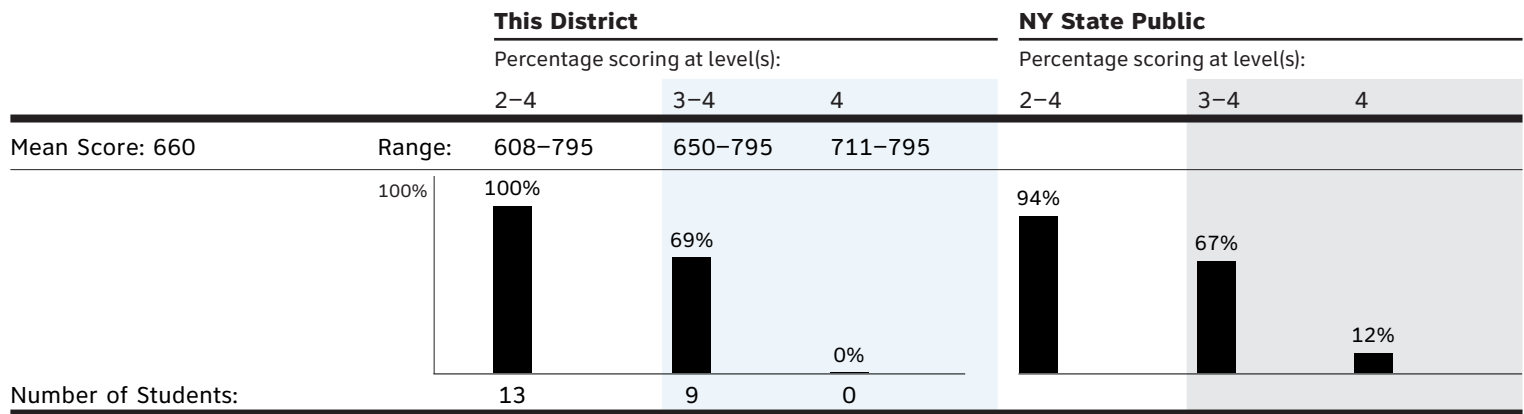 This District NY State Public
Percentage scoring at level(s): Percentage scoring at level(s):
2–4 3–4 4 2–4 3–4 4
Mean Score: 660 Range: 608–795 650–795 711–795
100% 100% 94%
69% 67%
0% 12%
Number of Students: 13 9 0